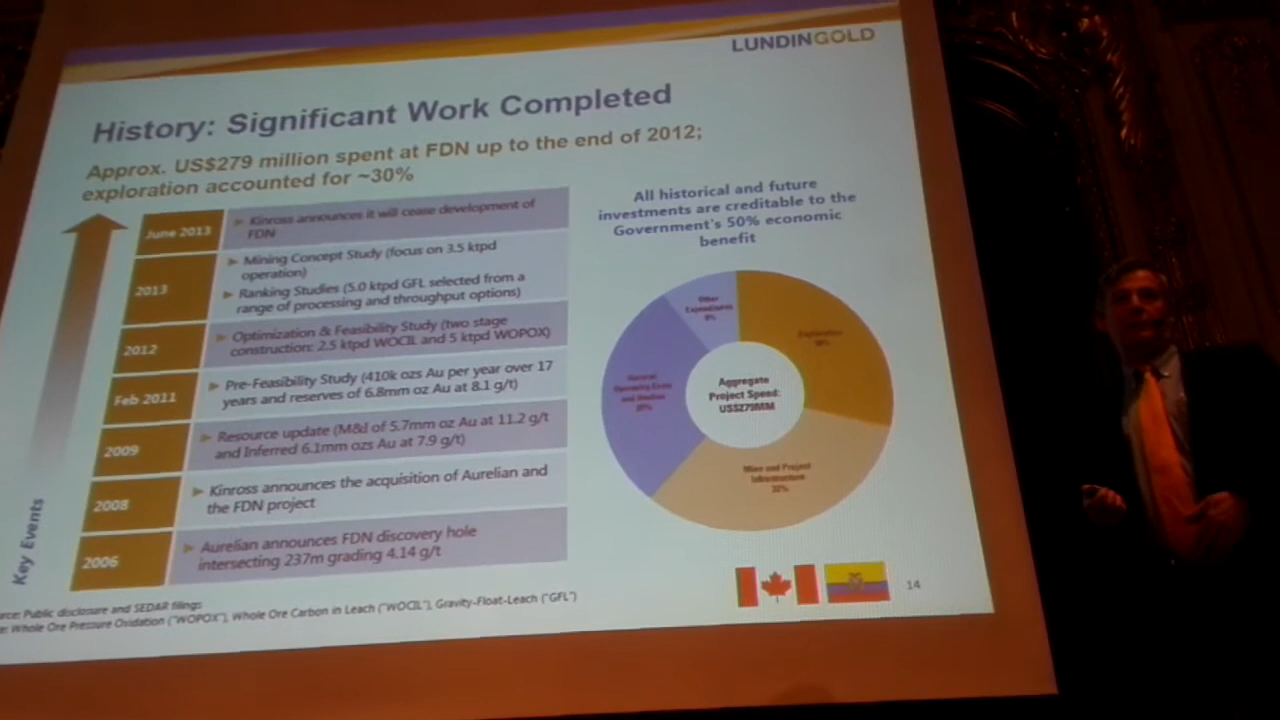 LUNDINGOLD
History: Significant Work Completed
Approx. US$279 million spent at FDN up to the end of 2012;
exploration accounted for ~30%
June 2013
Kinross announces it will cease development of
FDN
2013
Mining Concept Study (focus on 3.5 ktpd
operation)
Ranking Studies (5.0 ktpd GFL selected from a
range of processing and throughput options)
2012
Optimization & Feasibility Study (two stage
construction: 2.5 ktpd WOCIL and 5 ktpd WOPOX)
Feb 2011
Pre-Feasibility Study (410k ozs Au per year over 17
years and reserves of 6.8mm oz Au at 8.1 g/t)
2009
Resource update (M&I of 5.7mm oz Au at 11.2 g/t
and Inferred 6.1mm ozs Au at 7.9 g/t)
2008
Kinross announces the acquisition of Aurelian and
the FDN project
2006
Aurelian announces FDN discovery hole
intersecting 237m grading 4.14 g/t
Key Events
All historical and future
investments are creditable to the
Government's 50% economic
benefit
Other
Expenditures
Exploration
Aggregate
Project Spend:
US$279MM
Mine and Project
Infrastructure
32%
Public disclosure and SEDAR filings
Whole Ore Pressure Oxidation ("WOPOX"), Whole Ore Carbon in Leach ("WOCIL"), Gravity-Float-Leach ("GFL")
14